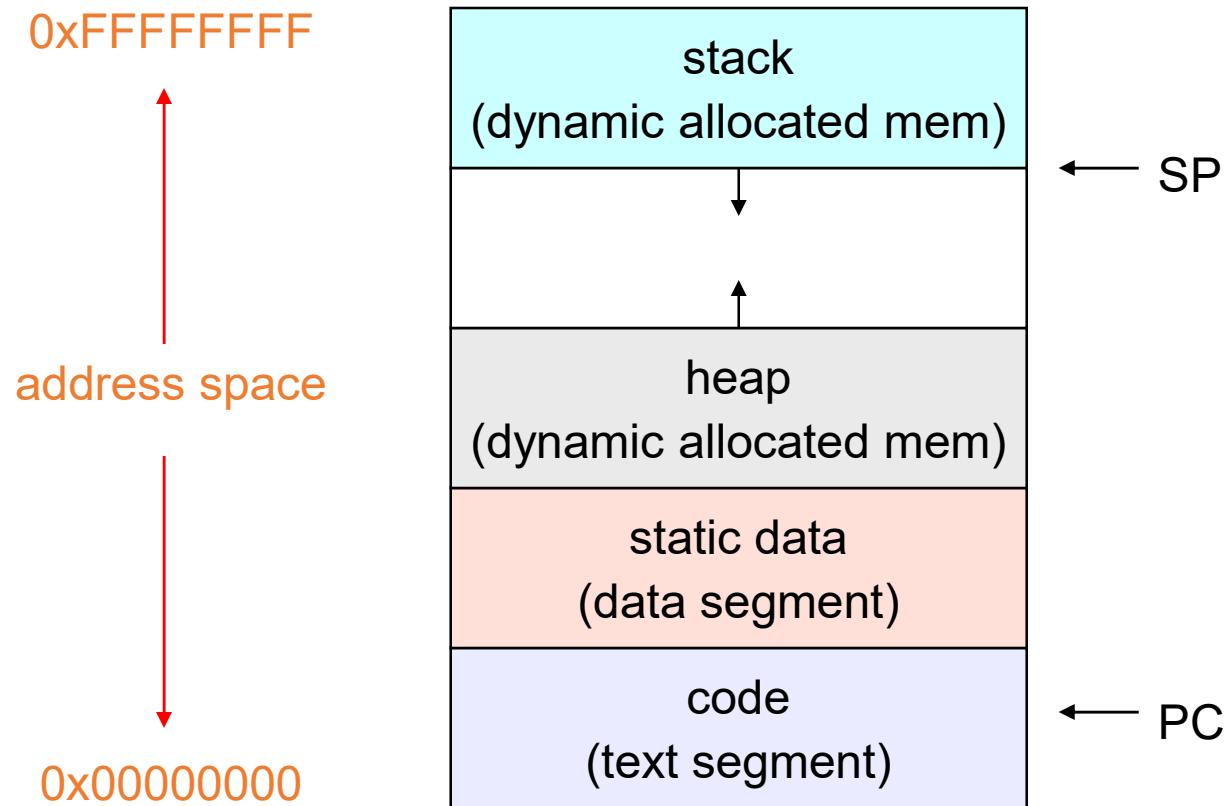 0xFFFFFFFF
stack
(dynamic allocated mem)
SP
address space
heap
(dynamic allocated mem)
static data
(data segment)
code
(text segment)
PC
0x00000000